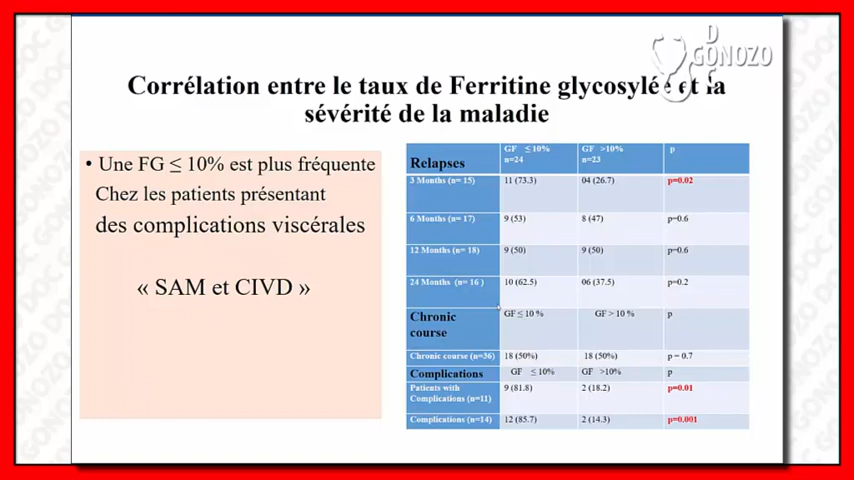 D
GONOZO
C
Corrélation entre le taux de Ferritine glycosylée et la
sévérité de la maladie
• Une FG ≤ 10% est plus fréquente
Chez les patients présentant
des complications viscérales
« SAM et CIVD »
Relapses GF ≤ 10% n=24 GF >10% n=23 p
3 Months (n= 15) 11 (73.3) 04 (26.7) p=0.02
6 Months (n= 17) 9 (53) 8 (47) p=0.6
12 Months (n= 18) 9 (50) 9 (50) p=0.6
24 Months (n= 16 ) 10 (62.5) 06 (37.5) p=0.2
Chronic course GF ≤ 10 % GF > 10 % p
Chronic course (n=36) 18 (50%) 18 (50%) p = 0.7
Complications GF ≤ 10% GF >10% p
Patients with Complications (n=11) 9 (81.8) 2 (18.2) p=0.01
Complications (n=14) 12 (85.7) 2 (14.3) p=0.001